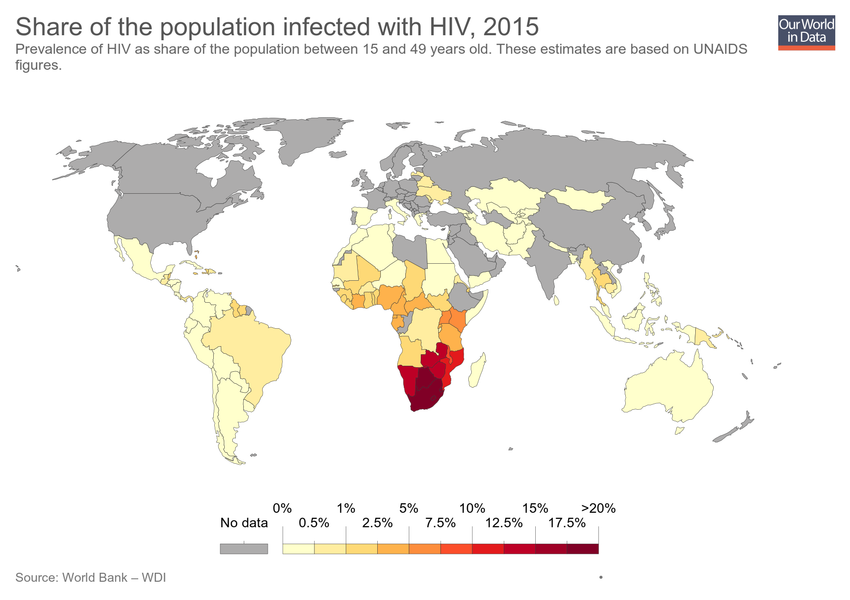 Share of the population infected with HIV, 2015
Our World
in Data
Prevalence of HIV as share of the population between 15 and 49 years old. These estimates are based on UNAIDS
figures.
0% 1% 5% 10% 15% >20%
No data 0.5% 2.5% 7.5% 12.5% 17.5%
Source: World Bank – WDI